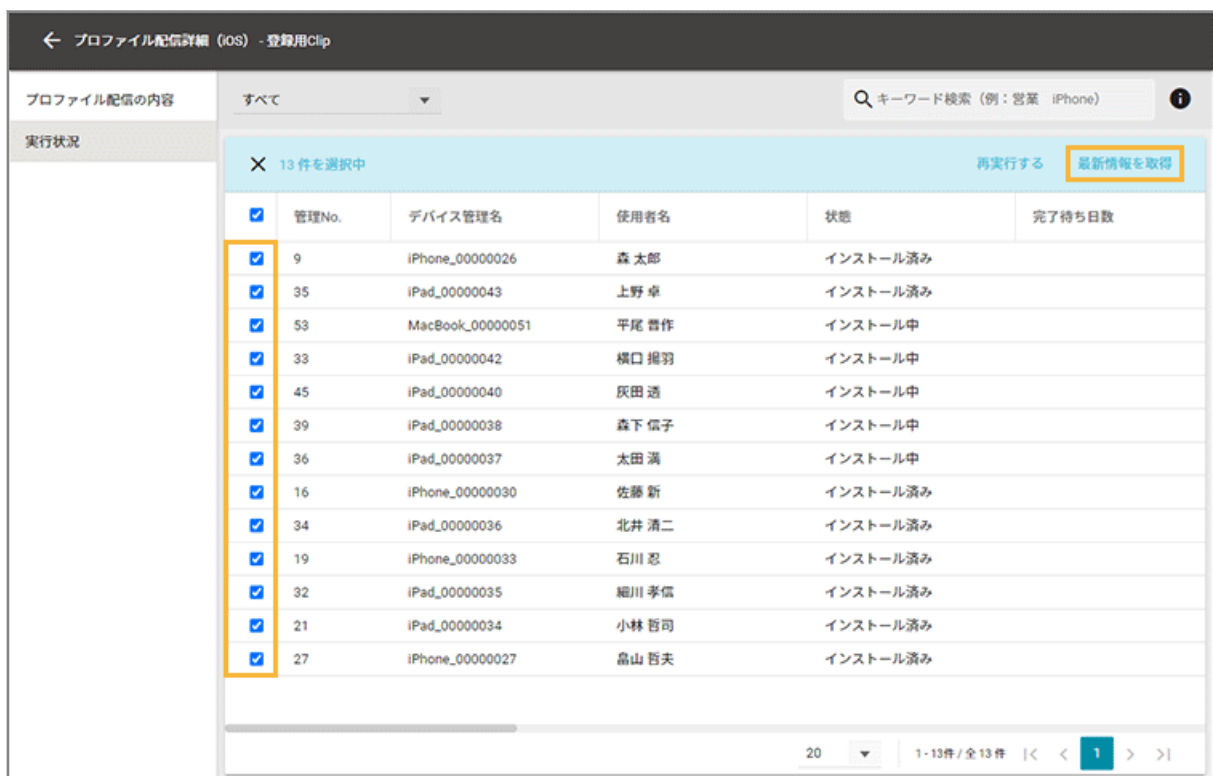 ← プロファイル配信詳細（iOS） - 登録用Clip
プロファイル配信の内容
実行状況
すべて
キーワード検索（例：営業　iPhone）
13 件を選択中 再実行する 最新情報を取得
管理No. デバイス管理名 使用者名 状態 完了待ち日数
9 iPhone_00000026 森 太郎 インストール済み
35 iPad_00000043 上野 卓 インストール済み
53 MacBook_00000051 平尾 晋作 インストール中
33 iPad_00000042 横口 揚羽 インストール中
45 iPad_00000040 灰田 透 インストール中
39 iPad_00000038 森下 信子 インストール中
36 iPad_00000037 太田 満 インストール中
16 iPhone_00000030 佐藤 新 インストール済み
34 iPad_00000036 北井 清二 インストール済み
19 iPhone_00000033 石川 忍 インストール済み
32 iPad_00000035 細川 孝信 インストール済み
21 iPad_00000034 小林 哲司 インストール済み
27 iPhone_00000027 畠山 哲夫 インストール済み
20 1 - 13件 / 全 13 件 |< < 1 > >|